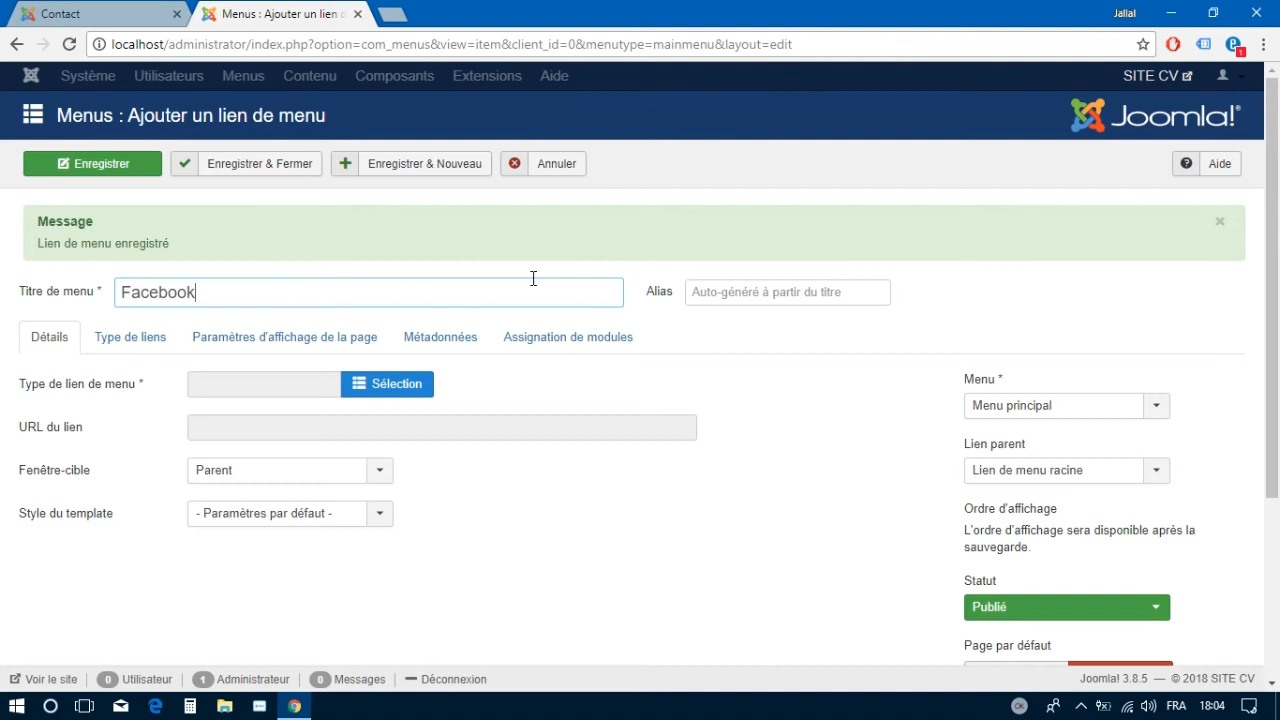 Contact
Menus : Ajouter un lien d
Jallal
localhost/administrator/index.php?option=com_menus&view=item&client_id=0&menutype=mainmenu&layout=edit
1
Système Utilisateurs Menus Contenu Composants Extensions Aide
SITE CV
Menus : Ajouter un lien de menu
Joomla!®
Enregistrer
Enregistrer & Fermer
Enregistrer & Nouveau
Annuler
Aide
Message
Lien de menu enregistré
Titre de menu *
Facebook
Alias
Auto-généré à partir du titre
Détails
Type de liens
Paramètres d'affichage de la page
Métadonnées
Assignation de modules
Type de lien de menu *
Sélection
URL du lien
Fenêtre-cible
Parent
Style du template
- Paramètres par défaut -
Menu *
Menu principal
Lien parent
Lien de menu racine
Ordre d'affichage
L'ordre d'affichage sera disponible après la
sauvegarde.
Statut
Publié
Page par défaut
Voir le site
0 Utilisateur
1 Administrateur
0 Messages
Déconnexion
Joomla! 3.8.5 — © 2018 SITE CV
OK
FRA
18:04